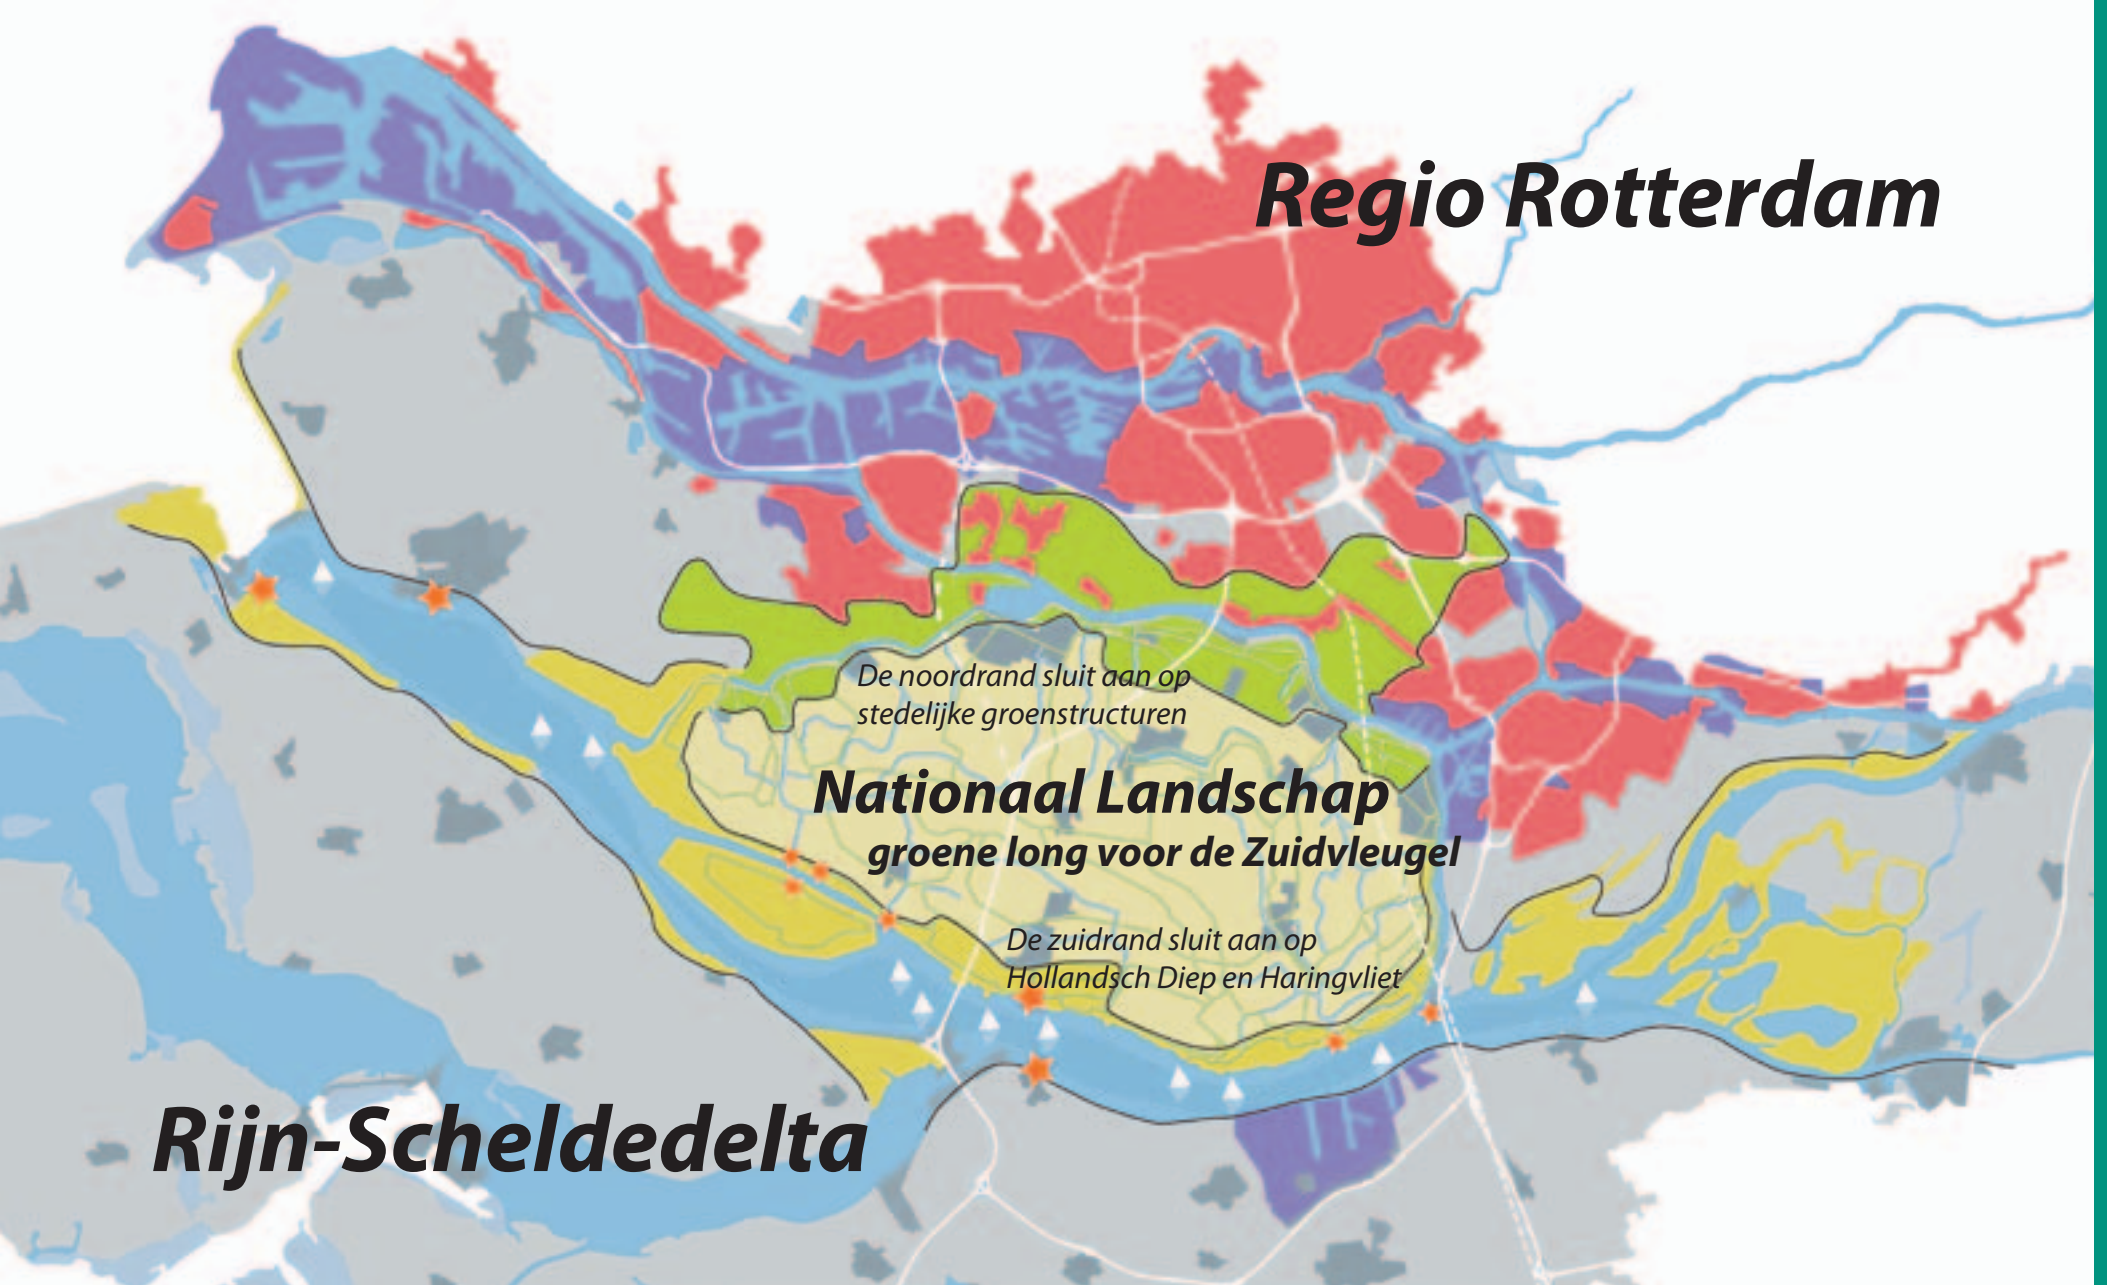 Regio Rotterdam
De noordrand sluit aan op
stedelijke groenstructuren
Nationaal Landschap
groene long voor de Zuidvleugel
De zuidrand sluit aan op
Hollandsch Diep en Haringvliet
Rijn-Scheldedelta